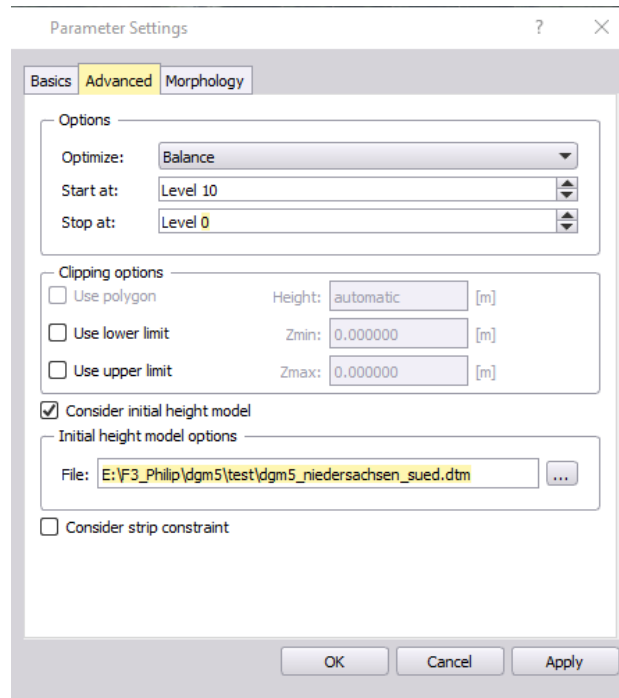 Parameter Settings ?
Basics Advanced Morphology
Options
Optimize: Balance
Start at: Level 10
Stop at: Level 0
Clipping options
Use polygon Height: automatic [m]
Use lower limit Zmin: 0.000000 [m]
Use upper limit Zmax: 0.000000 [m]
Consider initial height model
Initial height model options
File: E:\F3_Philip\dgm5\test\dgm5_niedersachsen_sued.dtm ...
Consider strip constraint
OK Cancel Apply